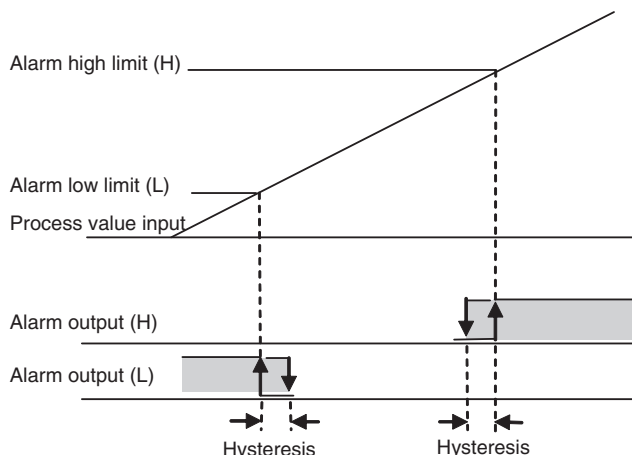 Alarm high limit (H)
Alarm low limit (L)
Process value input
Alarm output (H)
Alarm output (L)
Hysteresis
Hysteresis